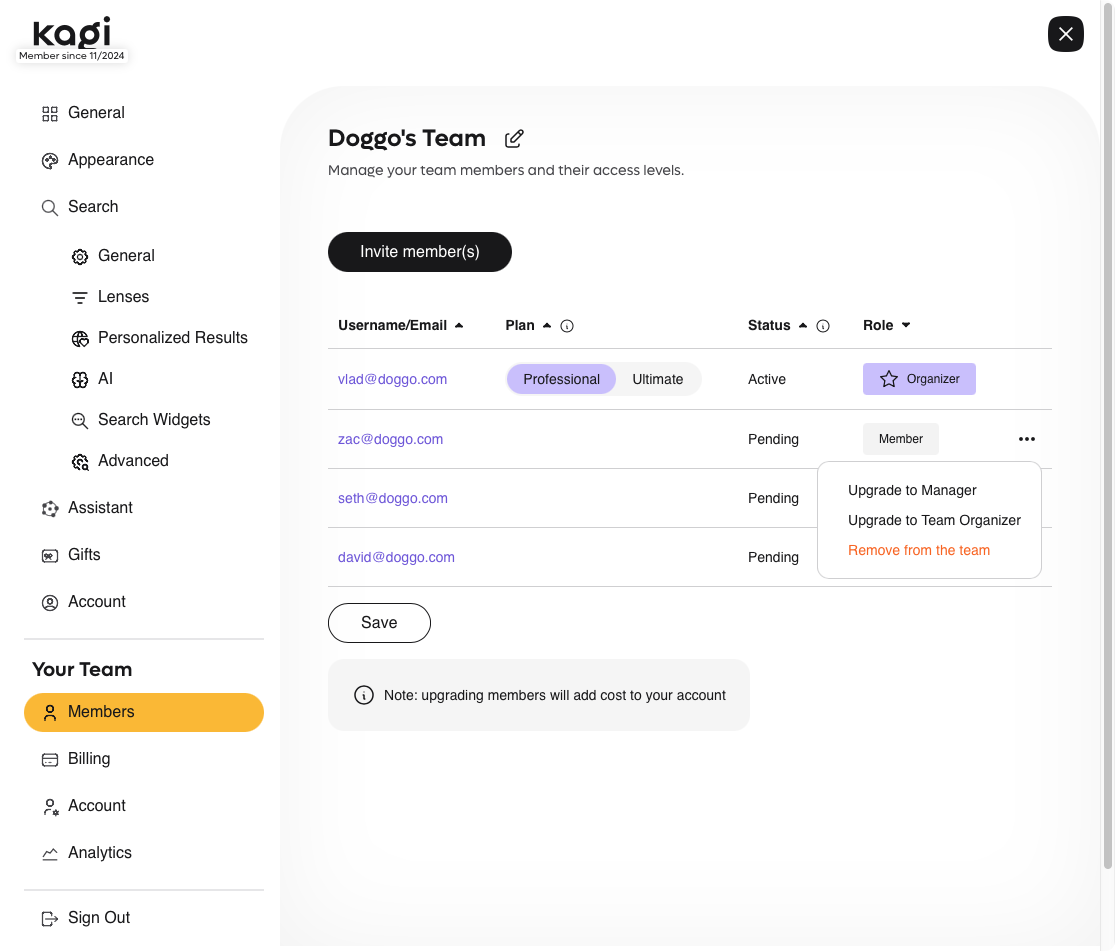 kagi
Member since 11/2024
General
Appearance
Search
General
Lenses
Personalized Results
AI
Search Widgets
Advanced
Assistant
Gifts
Account
Your Team
Members
Billing
Account
Analytics
Sign Out
Doggo's Team
Manage your team members and their access levels.
Invite member(s)
Username/Email Plan Status Role
vlad@doggo.com Professional Ultimate Active Organizer
zac@doggo.com Pending Member
seth@doggo.com Pending
david@doggo.com Pending
Upgrade to Manager
Upgrade to Team Organizer
Remove from the team
Save
Note: upgrading members will add cost to your account